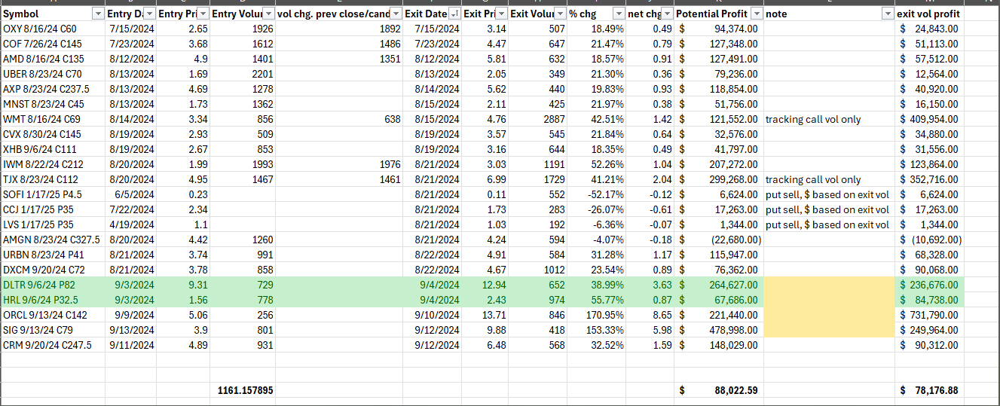 Symbol Entry Da Entry Pri Entry Volur vol chg. prev close/cand Exit Date Exit Pri Exit Volur % chg net chg Potential Profit note exit vol profit
OXY 8/16/24 C60 7/15/2024 2.65 1926 1892 7/15/2024 3.14 507 18.49% 0.49 $ 94,374.00 $ 24,843.00
COF 7/26/24 C145 7/23/2024 3.68 1612 1486 7/23/2024 4.47 647 21.47% 0.79 $ 127,348.00 $ 51,113.00
AMD 8/16/24 C135 8/12/2024 4.9 1401 1351 8/12/2024 5.81 632 18.57% 0.91 $ 127,491.00 $ 57,512.00
UBER 8/23/24 C70 8/13/2024 1.69 2201 8/13/2024 2.05 349 21.30% 0.36 $ 79,236.00 $ 12,564.00
AXP 8/23/24 C237.5 8/13/2024 4.69 1278 8/14/2024 5.62 440 19.83% 0.93 $ 118,854.00 $ 40,920.00
MNST 8/23/24 C45 8/13/2024 1.73 1362 8/15/2024 2.11 425 21.97% 0.38 $ 51,756.00 $ 16,150.00
WMT 8/16/24 C69 8/14/2024 3.34 856 638 8/15/2024 4.76 2887 42.51% 1.42 $ 121,552.00 tracking call vol only $ 409,954.00
CVX 8/30/24 C145 8/19/2024 2.93 509 8/19/2024 3.57 545 21.84% 0.64 $ 32,576.00 $ 34,880.00
XHB 9/6/24 C111 8/19/2024 2.67 853 8/19/2024 3.16 644 18.35% 0.49 $ 41,797.00 $ 31,556.00
IWM 8/22/24 C212 8/20/2024 1.99 1993 1976 8/21/2024 3.03 1191 52.26% 1.04 $ 207,272.00 $ 123,864.00
TJX 8/23/24 C112 8/20/2024 4.95 1467 1461 8/21/2024 6.99 1729 41.21% 2.04 $ 299,268.00 tracking call vol only $ 352,716.00
SOFI 1/17/25 P4.5 6/5/2024 0.23 8/21/2024 0.11 552 -52.17% -0.12 $ 6,624.00 put sell, $ based on exit vol $ 6,624.00
CCJ 1/17/25 P35 7/22/2024 2.34 8/21/2024 1.73 283 -26.07% -0.61 $ 17,263.00 put sell, $ based on exit vol $ 17,263.00
LVS 1/17/25 P35 4/19/2024 1.1 8/21/2024 1.03 192 -6.36% -0.07 $ 1,344.00 put sell, $ based on exit vol $ 1,344.00
AMGN 8/23/24 C327.5 8/20/2024 4.42 1260 8/21/2024 4.24 594 -4.07% -0.18 $ (22,680.00) $ (10,692.00)
URBN 8/23/24 P41 8/21/2024 3.74 991 8/22/2024 4.91 584 31.28% 1.17 $ 115,947.00 $ 68,328.00
DXCM 9/20/24 C72 8/21/2024 3.78 858 8/22/2024 4.67 1012 23.54% 0.89 $ 76,362.00 $ 90,068.00
DLTR 9/6/24 P82 9/3/2024 9.31 729 9/4/2024 12.94 652 38.99% 3.63 $ 264,627.00 $ 236,676.00
HRL 9/6/24 P32.5 9/3/2024 1.56 778 9/4/2024 2.43 974 55.77% 0.87 $ 67,686.00 $ 84,738.00
ORCL 9/13/24 C142 9/9/2024 5.06 256 9/10/2024 13.71 846 170.95% 8.65 $ 221,440.00 $ 731,790.00
SIG 9/13/24 C79 9/13/2024 3.9 801 9/12/2024 9.88 418 153.33% 5.98 $ 478,998.00 $ 249,964.00
CRM 9/20/24 C247.5 9/11/2024 4.89 931 9/12/2024 6.48 568 32.52% 1.59 $ 148,029.00 $ 90,312.00
1161.157895 $ 88,022.59 $ 78,176.88